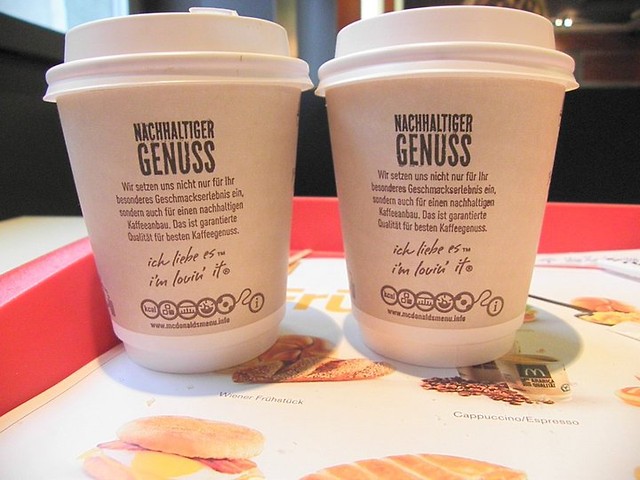 NACHHALTIGER
GENUSS
Wir setzen uns nicht nur für Ihr
besonderes Geschmackserlebnis ein,
sondern auch für einen nachhaltigen
Kaffeeanbau. Das ist garantierte
Qualität für besten Kaffeegenuss.
ich liebe es™
i'm lovin' it®
kcal
www.mcdonaldsmenu.info
NACHHALTIGER
GENUSS
Wir setzen uns nicht nur für Ihr
besonderes Geschmackserlebnis ein,
sondern auch für einen nachhaltigen
Kaffeeanbau. Das ist garantierte
Qualität für besten Kaffeegenuss.
ich liebe es™
i'm lovin' it®
kcal
www.mcdonaldsmenu.info
Wiener Frühstück
Cappuccino/Espresso